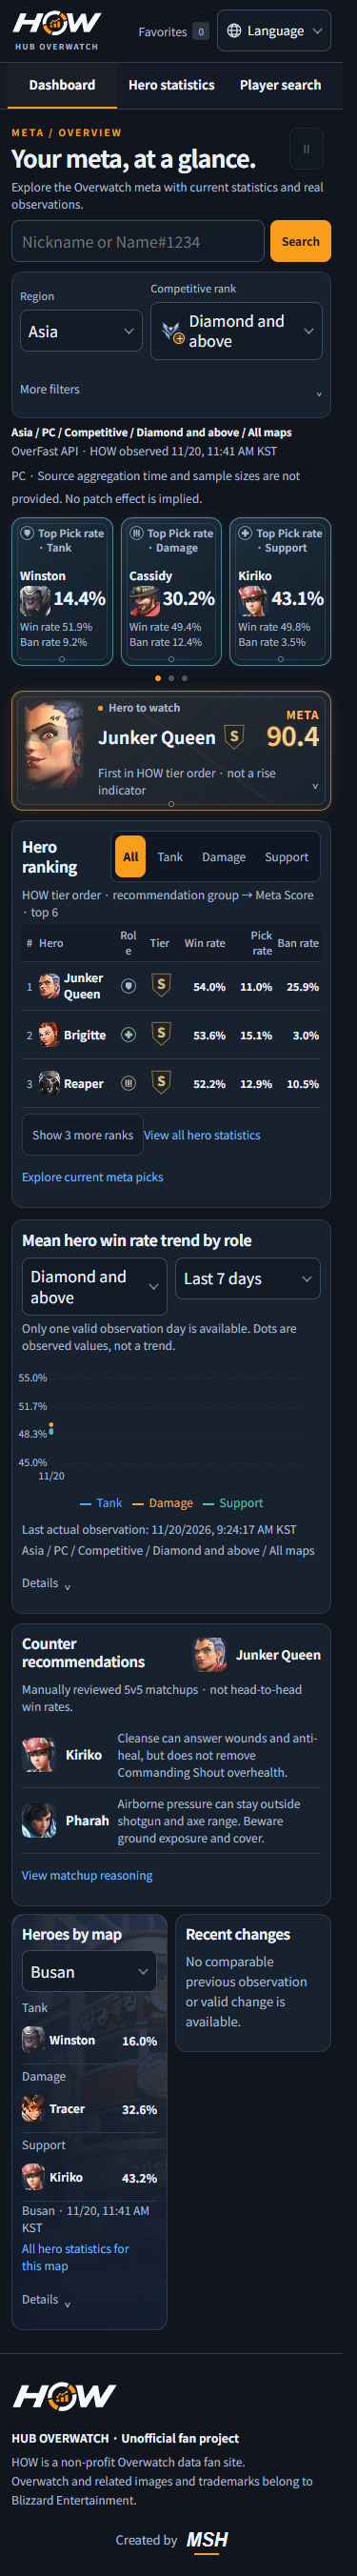 HOW
HUB OVERWATCH
Favorites 0
Language
Dashboard
Hero statistics
Player search
META / OVERVIEW
Your meta, at a glance.
Explore the Overwatch meta with current statistics and real
observations.
Nickname or Name#1234
Search
Region
Competitive rank
Asia
Diamond and
above
More filters
Asia / PC / Competitive / Diamond and above / All maps
OverFast API · HOW observed 11/20, 11:41 AM KST
PC · Source aggregation time and sample sizes are not
provided. No patch effect is implied.
Top Pick rate
· Tank
Winston
14.4%
Win rate 51.9%
Ban rate 9.2%
Top Pick rate
· Damage
Cassidy
30.2%
Win rate 49.4%
Ban rate 12.4%
Top Pick rate
· Support
Kiriko
43.1%
Win rate 49.8%
Ban rate 3.5%
Hero to watch
Junker Queen
S
META
90.4
First in HOW tier order · not a rise
indicator
Hero
ranking
All
Tank
Damage
Support
HOW tier order · recommendation group → Meta Score
· top 6
# Hero Rol
e Tier Win rate Pick
rate Ban rate
1 Junker
Queen S 54.0% 11.0% 25.9%
2 Brigitte S 53.6% 15.1% 3.0%
3 Reaper S 52.2% 12.9% 10.5%
Show 3 more ranks
View all hero statistics
Explore current meta picks
Mean hero win rate trend by role
Diamond and
above
Last 7 days
Only one valid observation day is available. Dots are
observed values, not a trend.
55.0%
51.7%
48.3%
45.0%
11/20
Tank
Damage
Support
Last actual observation: 11/20/2026, 9:24:17 AM KST
Asia / PC / Competitive / Diamond and above / All maps
Details
Counter
recommendations
Junker Queen
Manually reviewed 5v5 matchups · not head-to-head
win rates.
Kiriko
Cleanse can answer wounds and anti-
heal, but does not remove
Commanding Shout overhealth.
Pharah
Airborne pressure can stay outside
shotgun and axe range. Beware
ground exposure and cover.
View matchup reasoning
Heroes by map
Busan
Tank
Winston 16.0%
Damage
Tracer 32.6%
Support
Kiriko 43.2%
Busan · 11/20, 11:41 AM
KST
All hero statistics for
this map
Details
Recent changes
No comparable
previous observation
or valid change is
available.
HOW
HUB OVERWATCH · Unofficial fan project
HOW is a non-profit Overwatch data fan site.
Overwatch and related images and trademarks belong to
Blizzard Entertainment.
Created by MSH